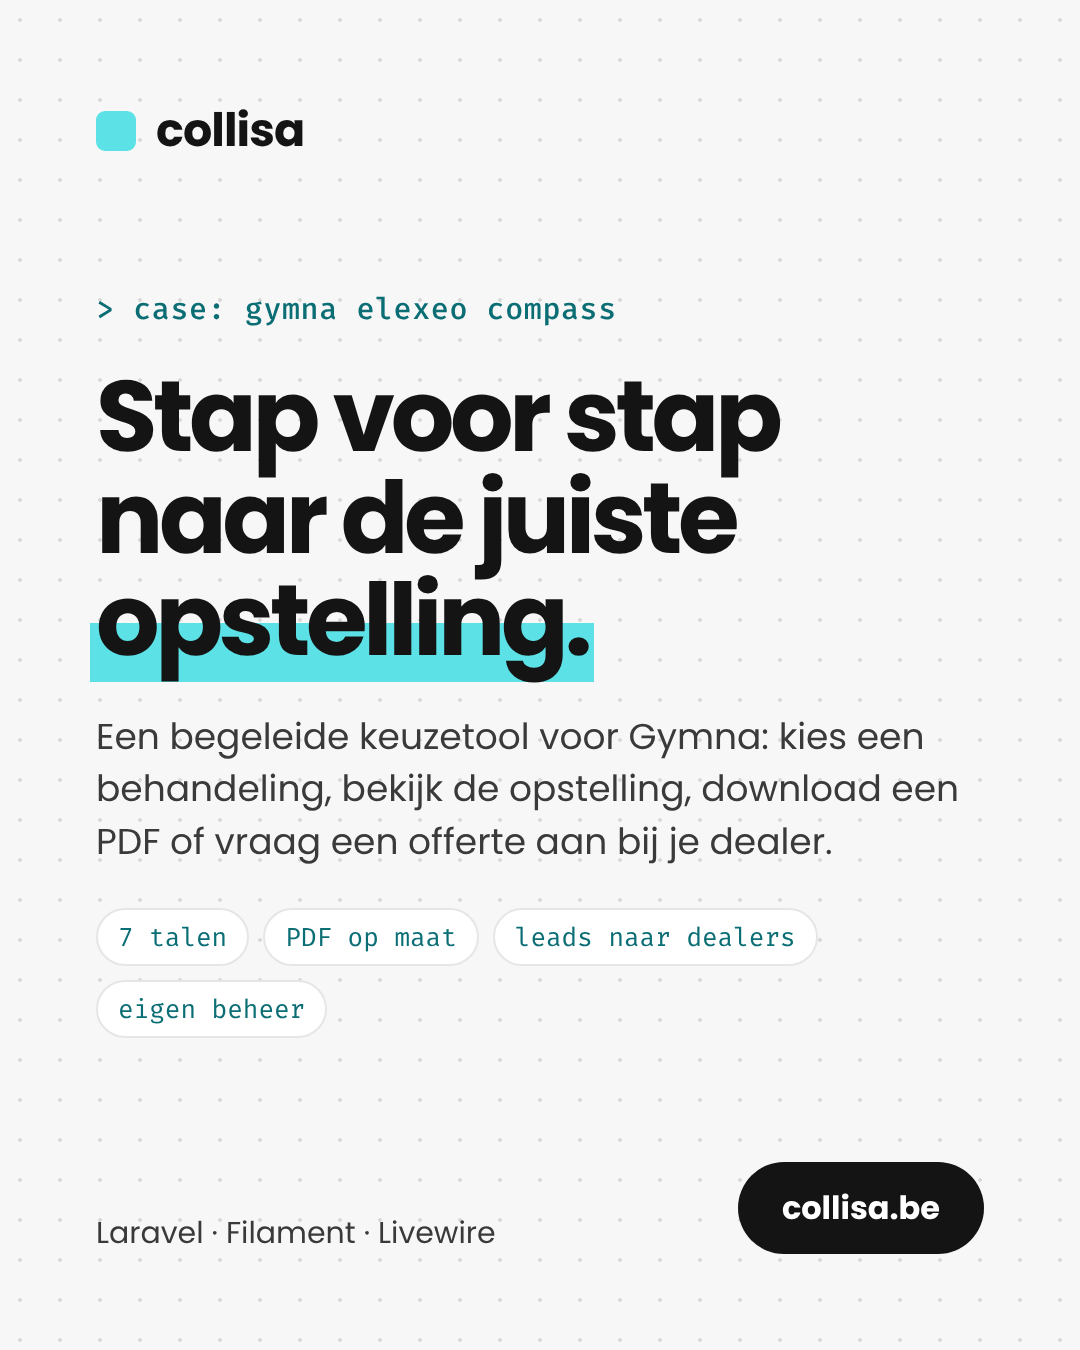 collisa
> case: gymna elexeo compass
Stap voor stap
naar de juiste
opstelling.
Een begeleide keuzetool voor Gymna: kies een
behandeling, bekijk de opstelling, download een
PDF of vraag een offerte aan bij je dealer.
7 talen
PDF op maat
leads naar dealers
eigen beheer
Laravel · Filament · Livewire
collisa.be